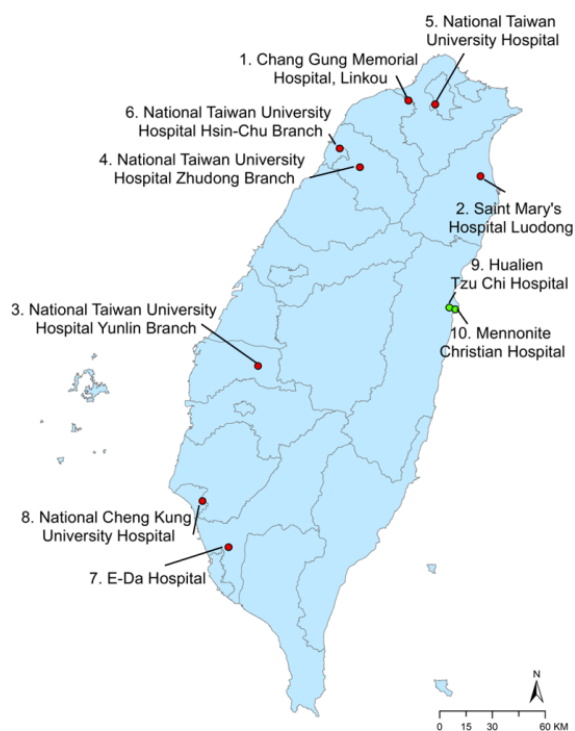 5. National Taiwan
University Hospital
1. Chang Gung Memorial
Hospital, Linkou
6. National Taiwan University
Hospital Hsin-Chu Branch
4. National Taiwan University
Hospital Zhudong Branch
2. Saint Mary's
Hospital Luodong
9. Hualien
Tzu Chi Hospital
10. Mennonite
Christian Hospital
3. National Taiwan University
Hospital Yunlin Branch
8. National Cheng Kung
University Hospital
7. E-Da Hospital
N
0 15 30 60 KM